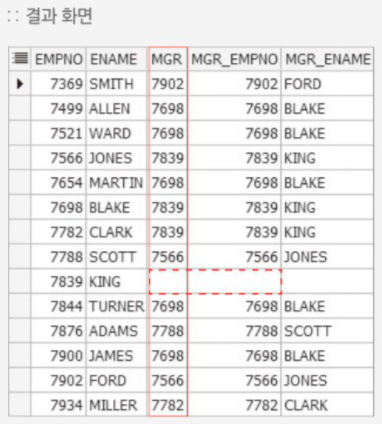 :: 결과 화면
EMPNO ENAME MGR MGR_EMPNO MGR_ENAME
7369 SMITH 7902 7902 FORD
7499 ALLEN 7698 7698 BLAKE
7521 WARD 7698 7698 BLAKE
7566 JONES 7839 7839 KING
7654 MARTIN 7698 7698 BLAKE
7698 BLAKE 7839 7839 KING
7782 CLARK 7839 7839 KING
7788 SCOTT 7566 7566 JONES
7839 KING
7844 TURNER 7698 7698 BLAKE
7876 ADAMS 7788 7788 SCOTT
7900 JAMES 7698 7698 BLAKE
7902 FORD 7566 7566 JONES
7934 MILLER 7782 7782 CLARK